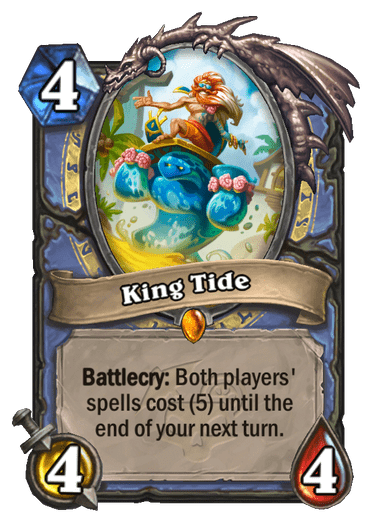 4
King Tide
Battlecry: Both players'
spells cost (5) until the
end of your next turn.
4
4